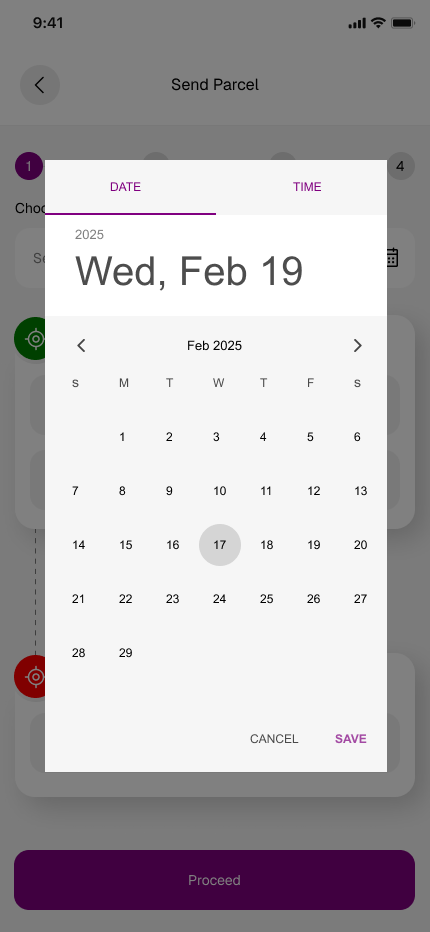 9:41
Send Parcel
1
4
Choo
Se
DATE TIME
2025
Wed, Feb 19
Feb 2025
s M T W T F s
1 2 3 4 5 6
7 8 9 10 11 12 13
14 15 16 17 18 19 20
21 22 23 24 25 26 27
28 29
CANCEL SAVE
Proceed